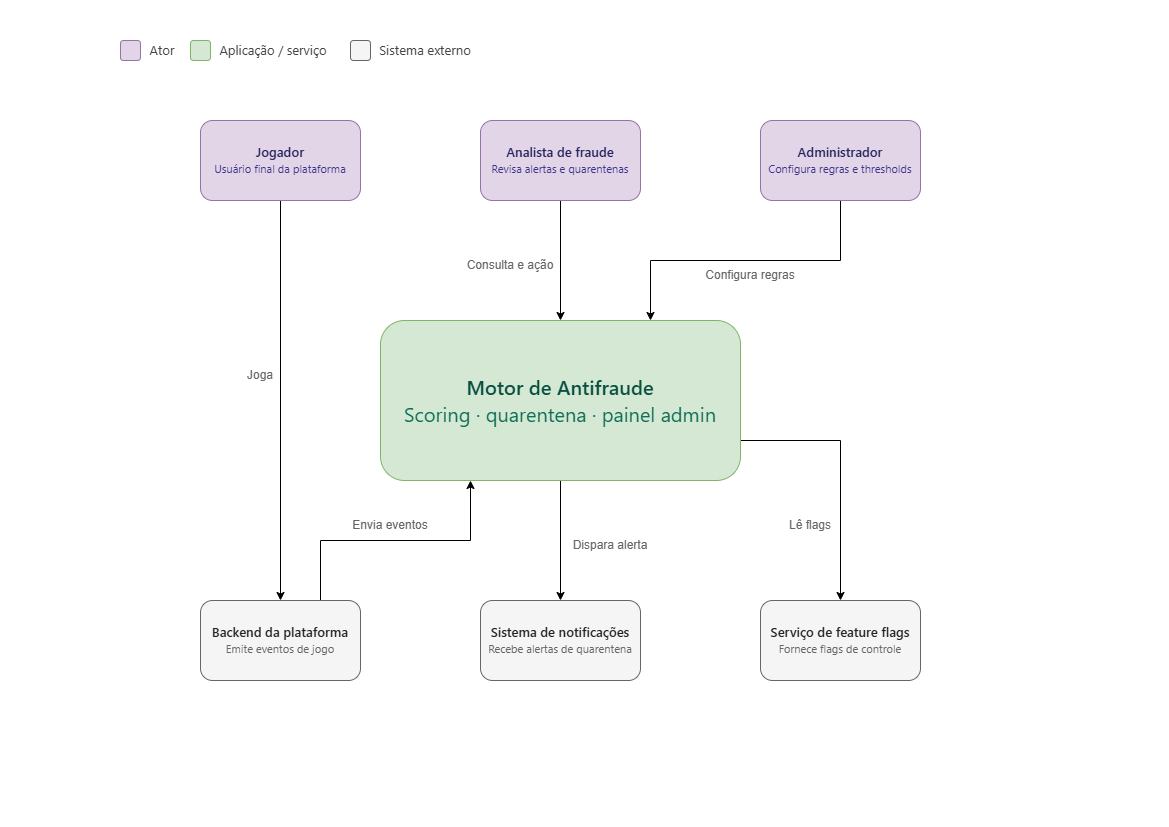 Ator
Aplicação / serviço
Sistema externo
Jogador
Usuário final da plataforma
Analista de fraude
Revisa alertas e quarentenas
Administrador
Configura regras e thresholds
Consulta e ação
Configura regras
Joga
Motor de Antifraude
Scoring · quarentena · painel admin
Envia eventos
Dispara alerta
Lê flags
Backend da plataforma
Emite eventos de jogo
Sistema de notificações
Recebe alertas de quarentena
Serviço de feature flags
Fornece flags de controle